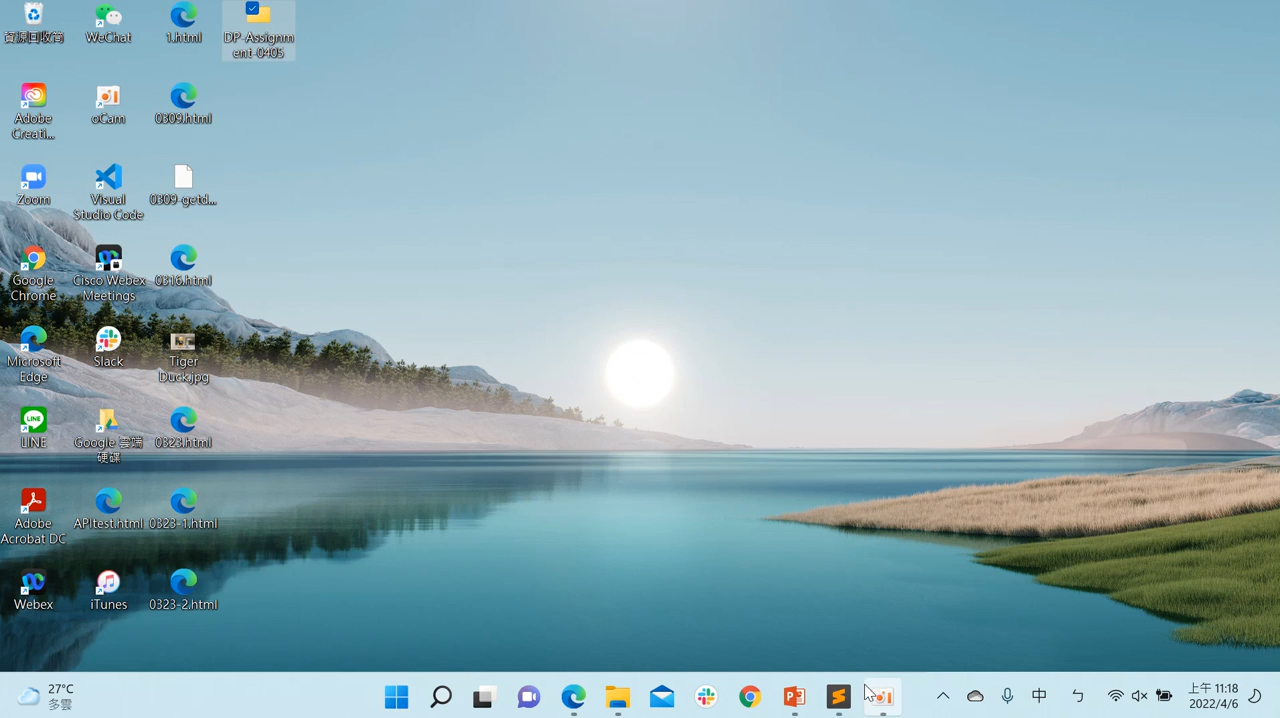 資源回收筒
WeChat
1.html
DP-Assignm
ent-0405
Adobe
Creati...
oCam
0309.html
Zoom
Visual
Studio Code
0309-getd...
Google
Chrome
Cisco Webex
Meetings
0316.html
Microsoft
Edge
Slack
Tiger
Duck.jpg
LINE
Google 雲端
硬碟
0323.html
Adobe
Acrobat DC
APItest.html
0323-1.html
Webex
iTunes
0323-2.html
27°C
多雲
中
上午 11:18
2022/4/6